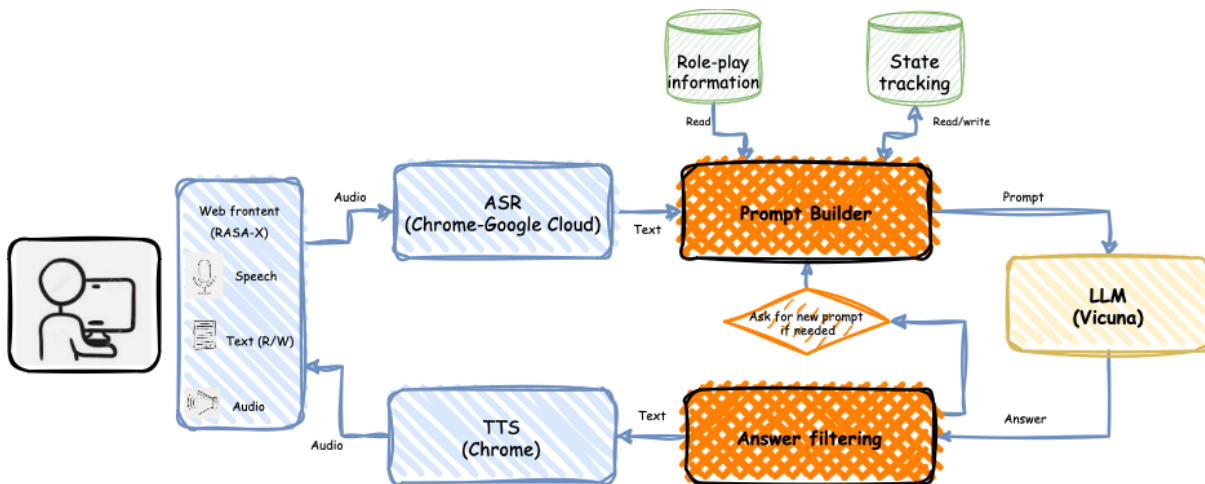 Role-play
information
State
tracking
Read
Read/write
Web frontent
(RASA-X)
Speech
Text (R/W)
Audio
Audio
ASR
(Chrome-Google Cloud)
Text
Prompt Builder
Prompt
LLM
(Vicuna)
Ask for new prompt
if needed
Answer
Answer filtering
Text
TTS
(Chrome)
Audio